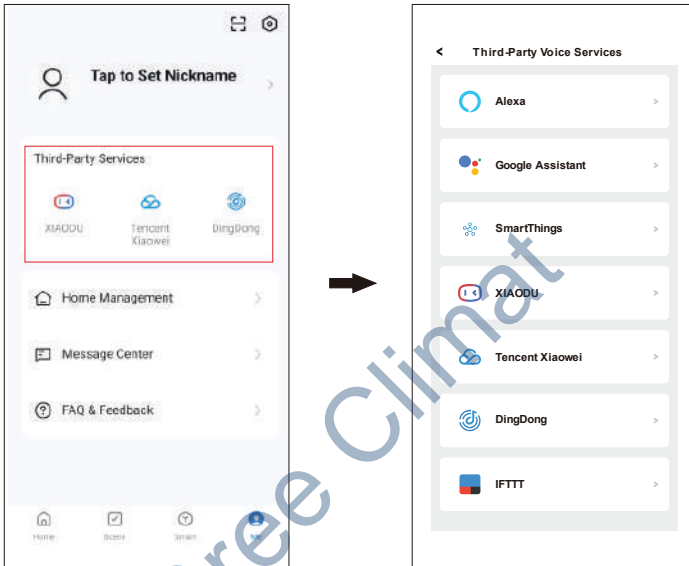 Tap to Set Nickname
Third-Party Services
XIAODU
Tencent
Xiaowei
DingDong
Home Management
Message Center
FAQ & Feedback
Home
Scene
Smart
Me
Third-Party Voice Services
Alexa
Google Assistant
SmartThings
XIAODU
Tencent Xiaowei
DingDong
IFTTT
ree Climat